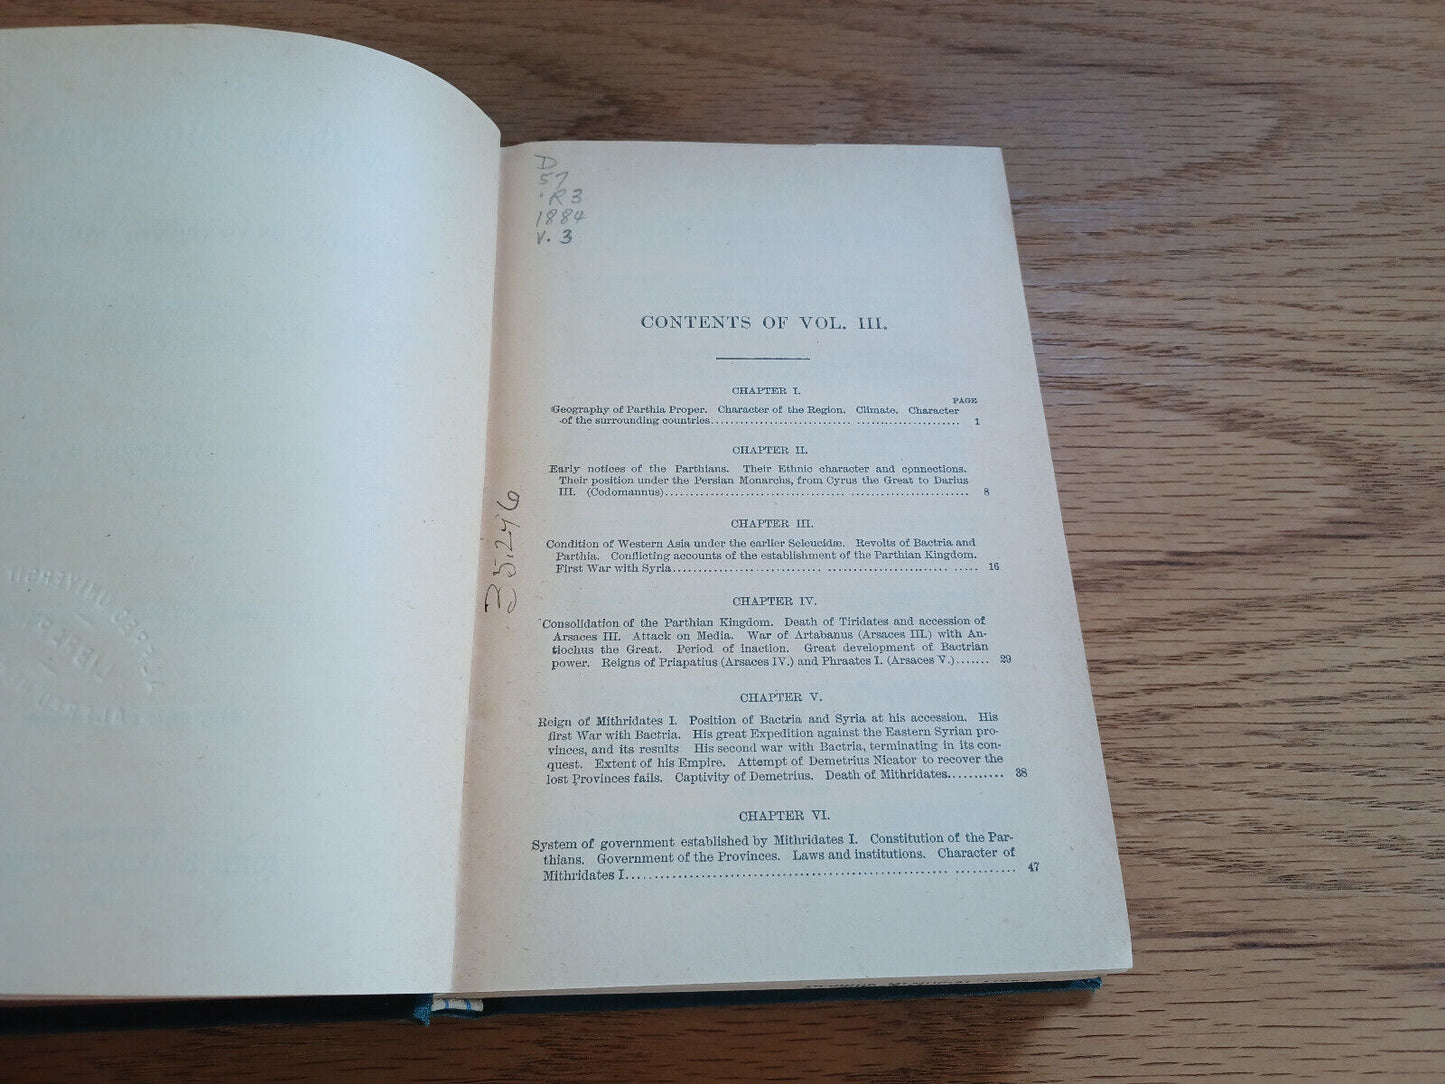 D
57
.R3
1884
v. 3
35.246
CONTENTS OF VOL. III.
CHAPTER I.
PAGE
Geography of Parthia Proper. Character of the Region. Climate. Character
of the surrounding countries........................................................ 1
CHAPTER II.
Early notices of the Parthians. Their Ethnic character and connections.
Their position under the Persian Monarchs, from Cyrus the Great to Darius
III. (Codomannus)........................................................ 8
CHAPTER III.
Condition of Western Asia under the earlier Seleucidæ. Revolts of Bactria and
Parthia. Conflicting accounts of the establishment of the Parthian Kingdom.
First War with Syria........................................................ 16
CHAPTER IV.
Consolidation of the Parthian Kingdom. Death of Tiridates and accession of
Arsaces III. Attack on Media. War of Artabanus (Arsaces III.) with An-
tiochus the Great. Period of inaction. Great development of Bactrian
power. Reigns of Priapatius (Arsaces IV.) and Phraates I. (Arsaces V.)....... 29
CHAPTER V.
Reign of Mithridates I. Position of Bactria and Syria at his accession. His
first War with Bactria. His great Expedition against the Eastern Syrian pro-
vinces, and its results His second war with Bactria, terminating in its con-
quest. Extent of his Empire. Attempt of Demetrius Nicator to recover the
lost Provinces fails. Captivity of Demetrius. Death of Mithridates........... 38
CHAPTER VI.
System of government established by Mithridates I. Constitution of the Par-
thians. Government of the Provinces. Laws and institutions. Character of
Mithridates I........................................................ 47